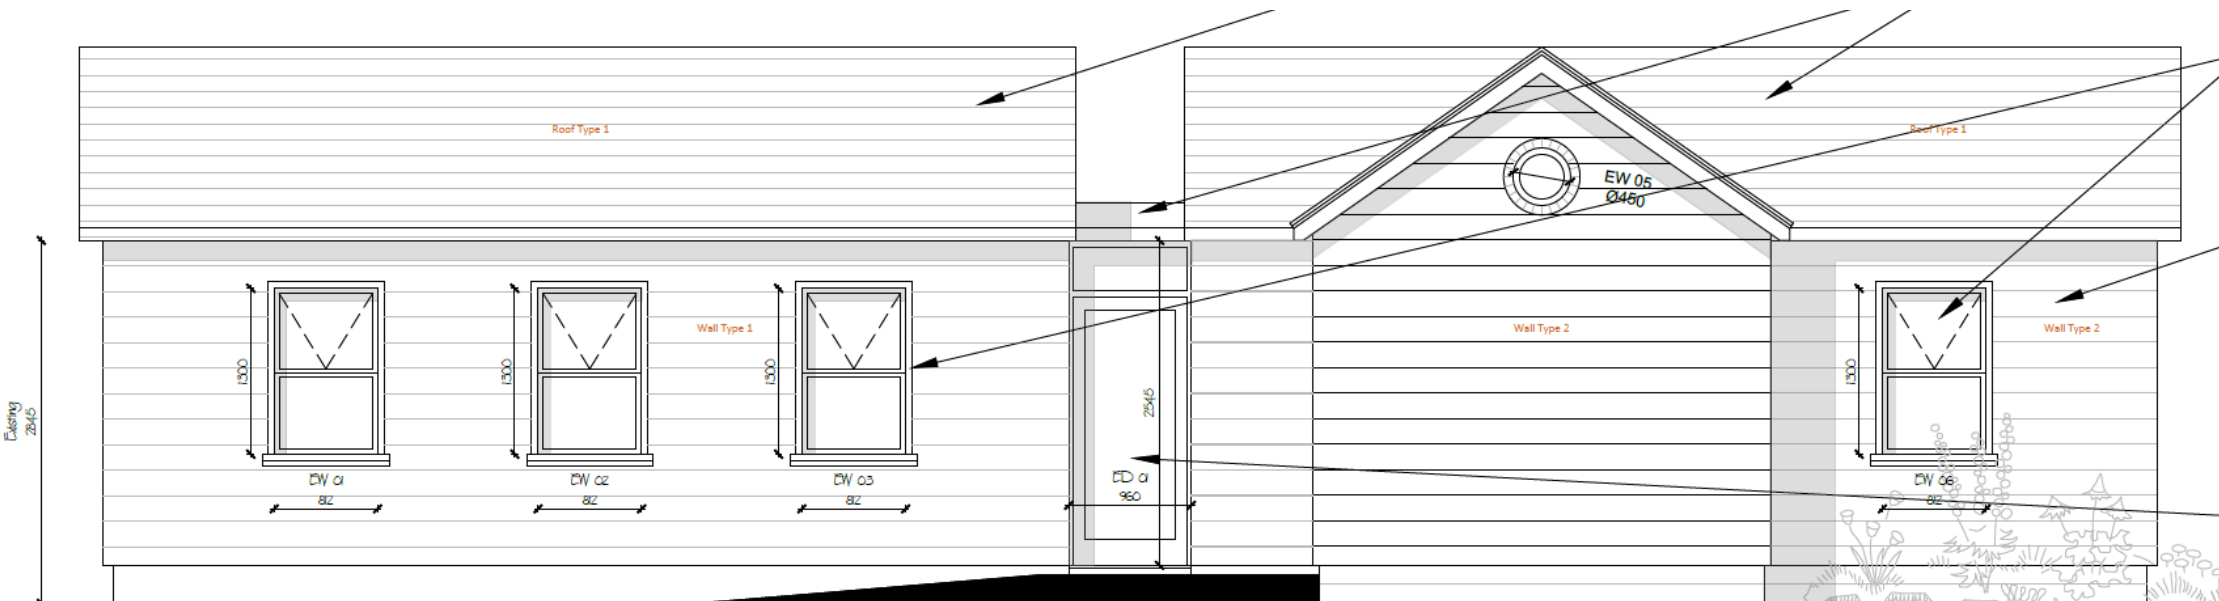 Roof Type 1
Roof Type 1
EW 05
Ø450
Wall Type 1
Wall Type 2
Wall Type 2
1300
1300
1300
1300
2545
Existing
2845
EW 01
812
EW 02
812
EW 03
812
ED 01
960
EW 06
812